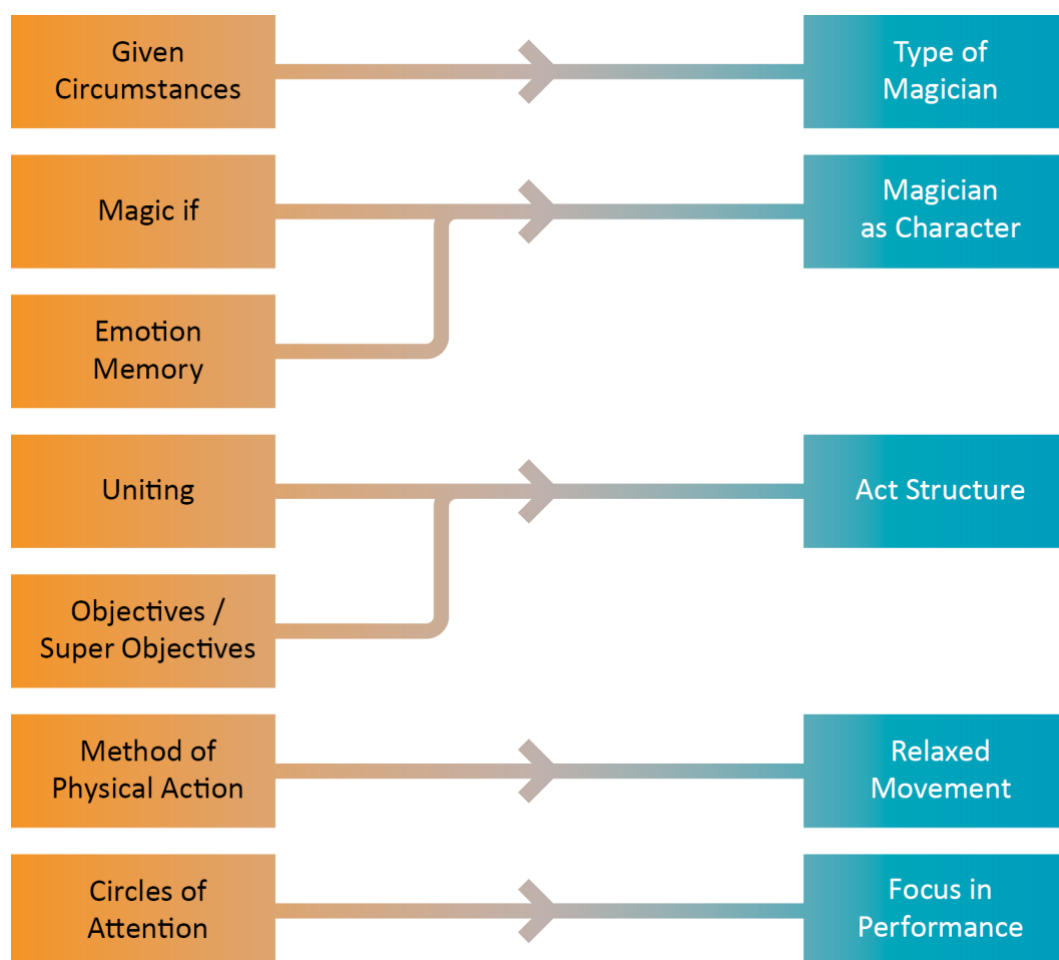 Given
Circumstances
Type of
Magician
Magic if
Magician
as Character
Emotion
Memory
Uniting
Act Structure
Objectives /
Super Objectives
Method of
Physical Action
Relaxed
Movement
Circles of
Attention
Focus in
Performance